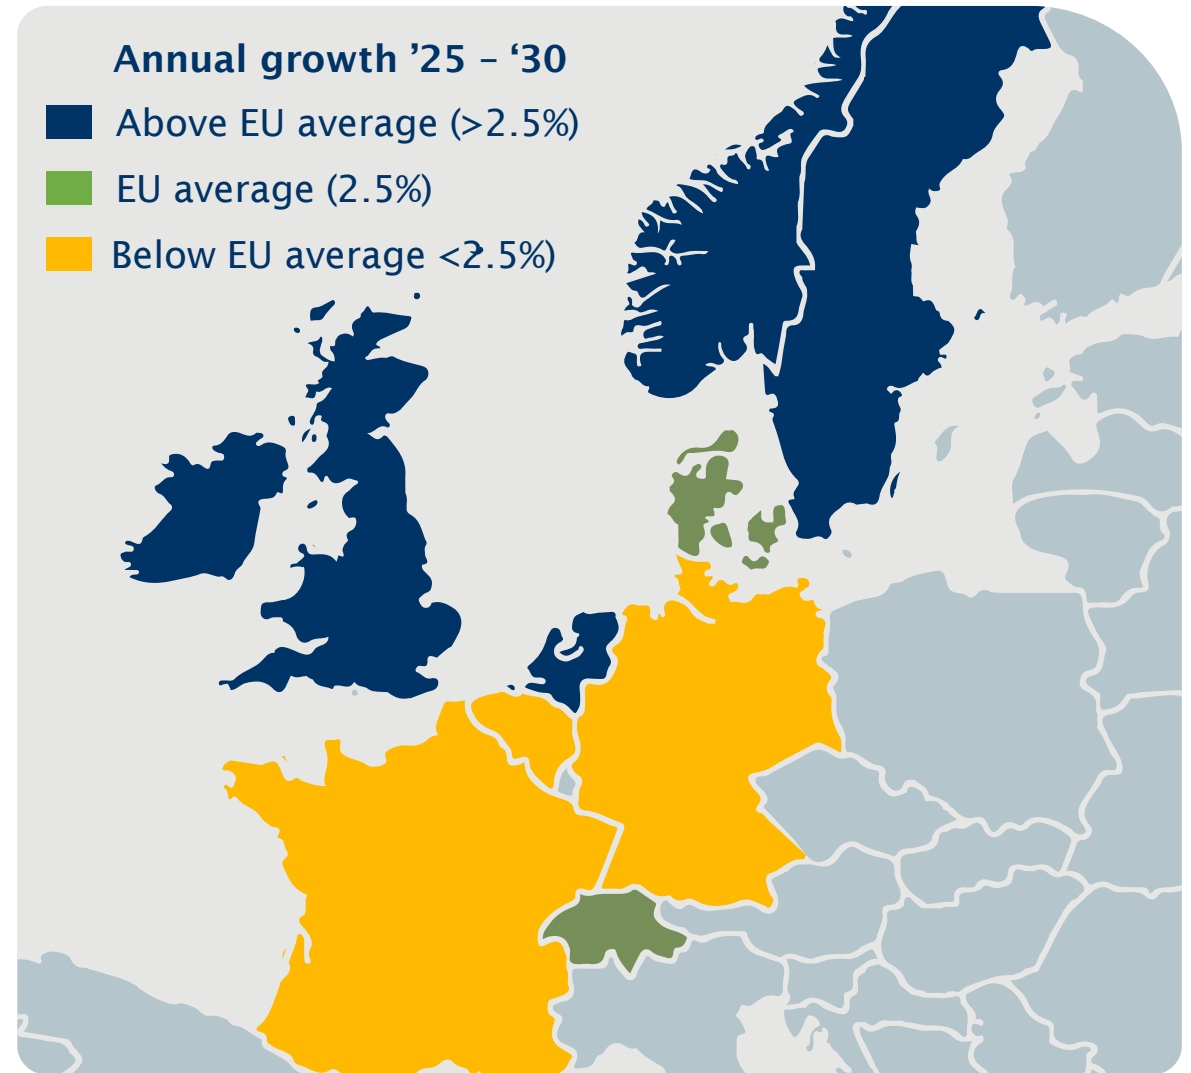 Annual growth ’25 – ‘30
Above EU average (>2.5%)
EU average (2.5%)
Below EU average <2.5%)